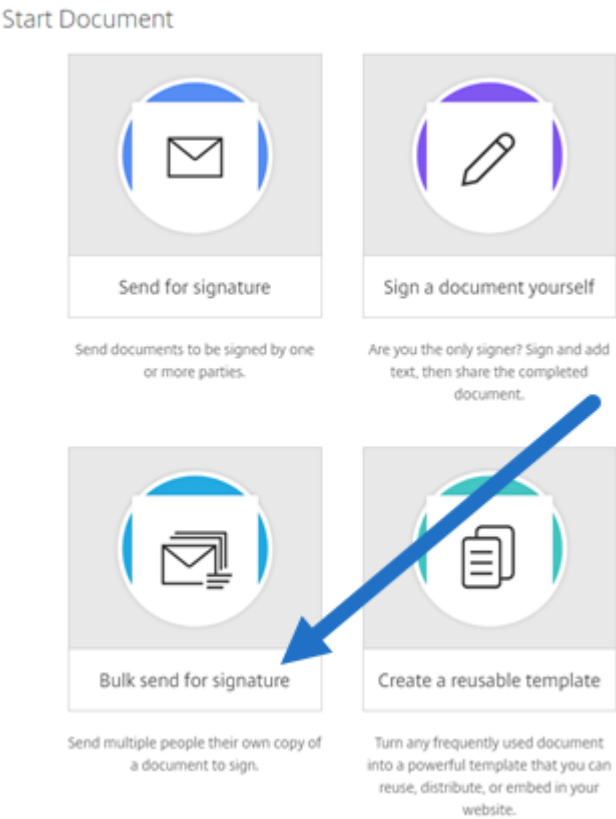 Start Document
Send for signature
Send documents to be signed by one
or more parties.
Sign a document yourself
Are you the only signer? Sign and add
text, then share the completed
document.
Bulk send for signature
Send multiple people their own copy of
a document to sign.
Create a reusable template
Turn any frequently used document
into a powerful template that you can
reuse, distribute, or embed in your
website.